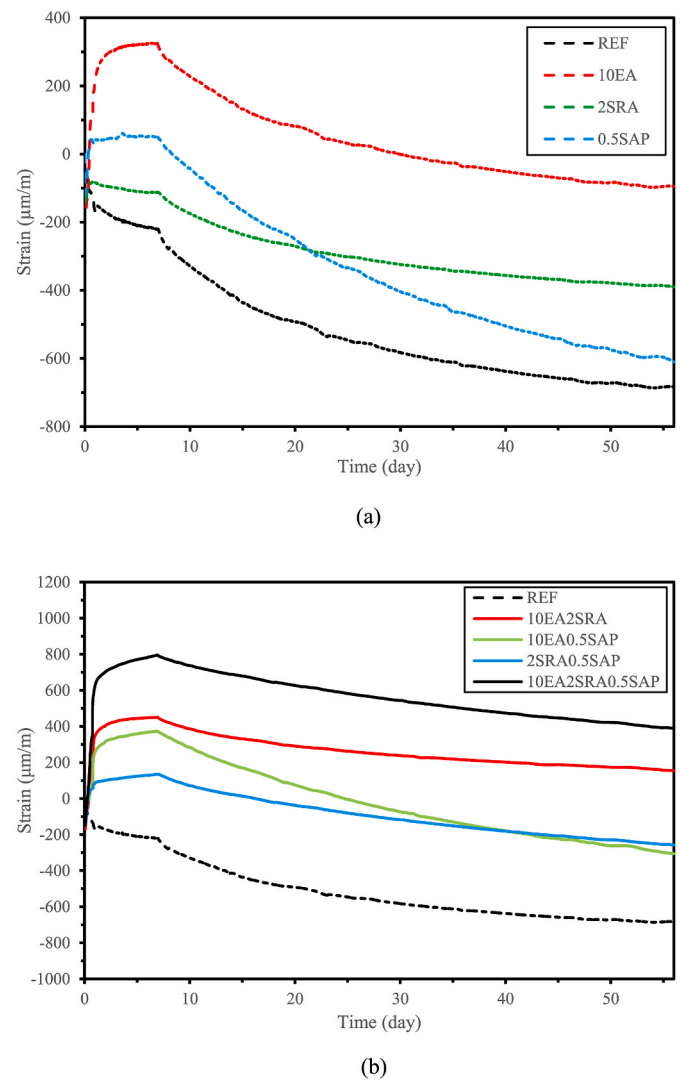 400
200
0
-200
-400
-600
-800
Strain (μm/m)
REF
10EA
2SRA
0.5SAP
0 10 20 30 40 50
Time (day)
(a)
1200
1000
800
600
400
200
0
-200
-400
-600
-800
-1000
Strain (μm/m)
REF
10EA2SRA
10EA0.5SAP
2SRA0.5SAP
10EA2SRA0.5SAP
0 10 20 30 40 50
Time (day)
(b)